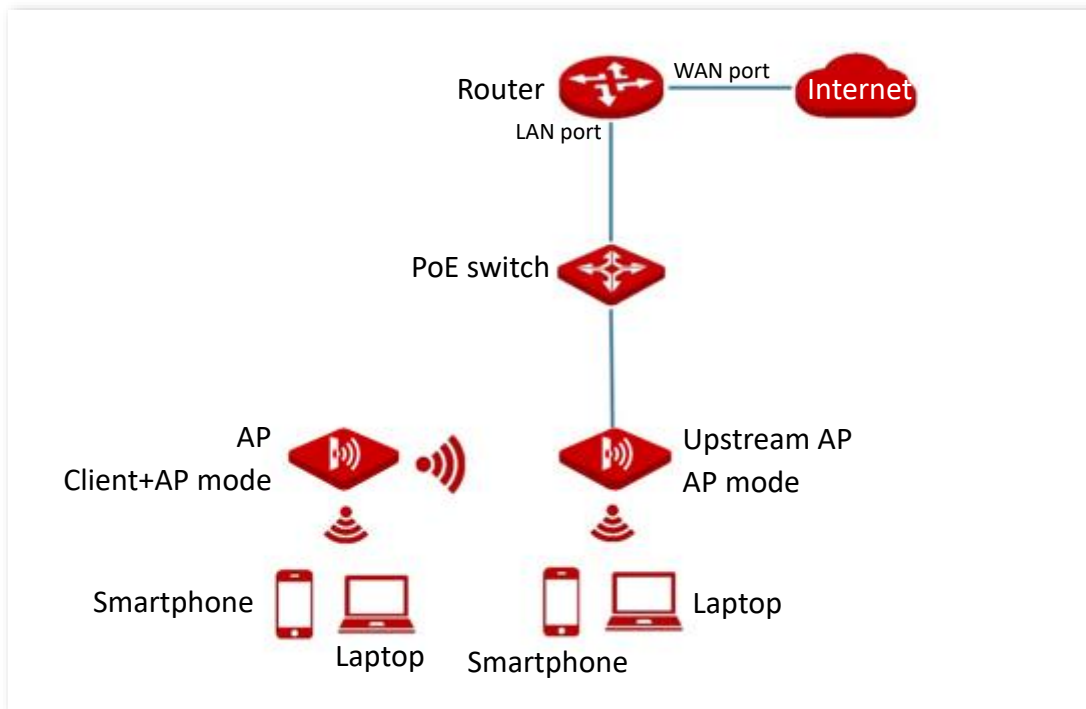 Router
WAN port
Internet
LAN port
PoE switch
AP
Client+AP mode
Upstream AP
AP mode
Smartphone
Laptop
Smartphone
Laptop